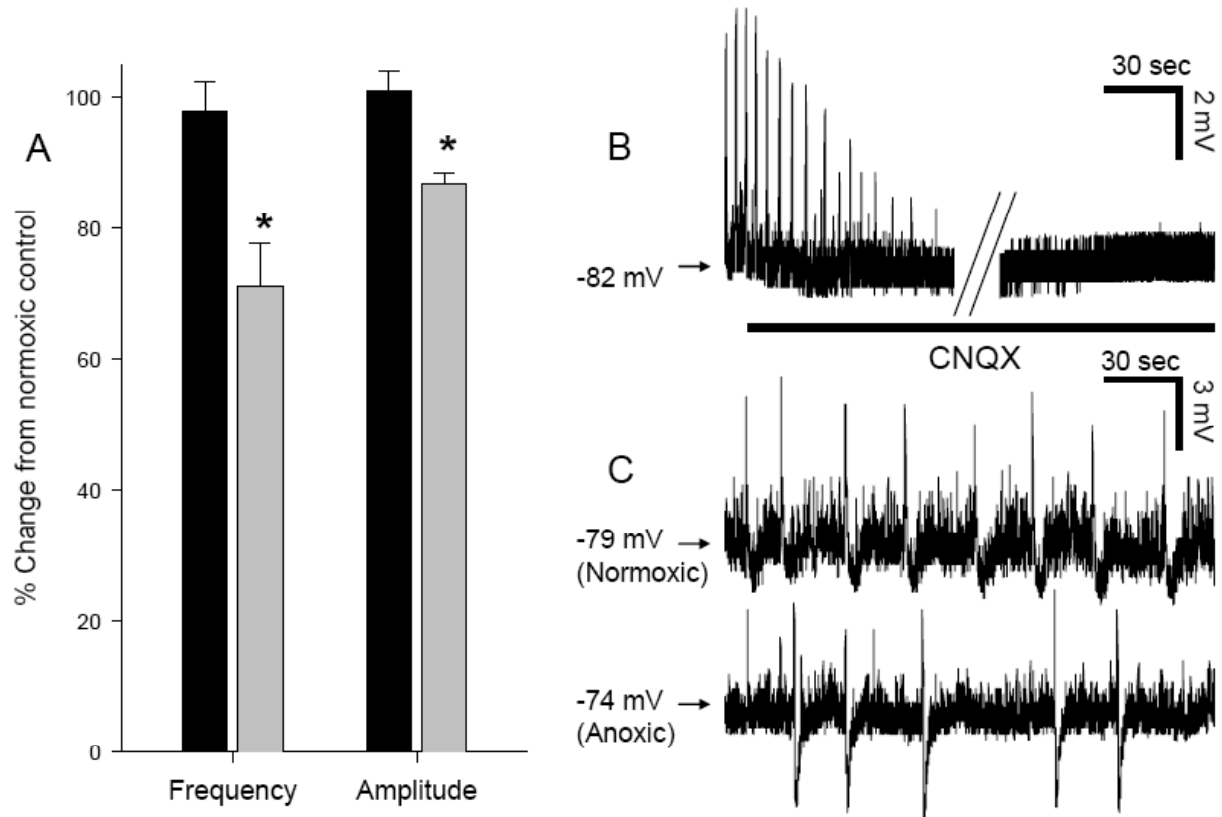 A
% Change from normoxic control
100
80
60
40
20
0
*
*
Frequency
Amplitude
B
30 sec
2 mV
-82 mV
CNQX
30 sec
3 mV
C
-79 mV
(Normoxic)
-74 mV
(Anoxic)